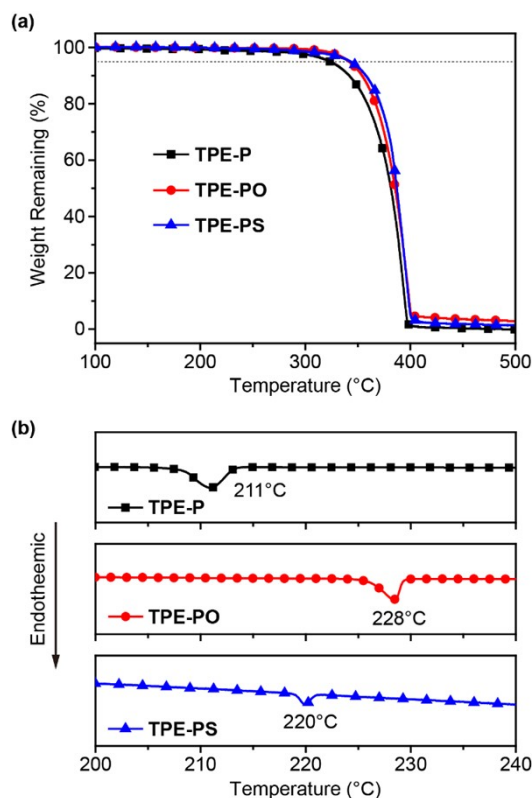 (a)
100
80
60
40
20
0
Weight Remaining (%)
TPE-P
TPE-PO
TPE-PS
100 200 300 400 500
Temperature (°C)
(b)
Endotheemic
211°C
TPE-P
TPE-PO
228°C
TPE-PS
220°C
200 210 220 230 240
Temperature (°C)